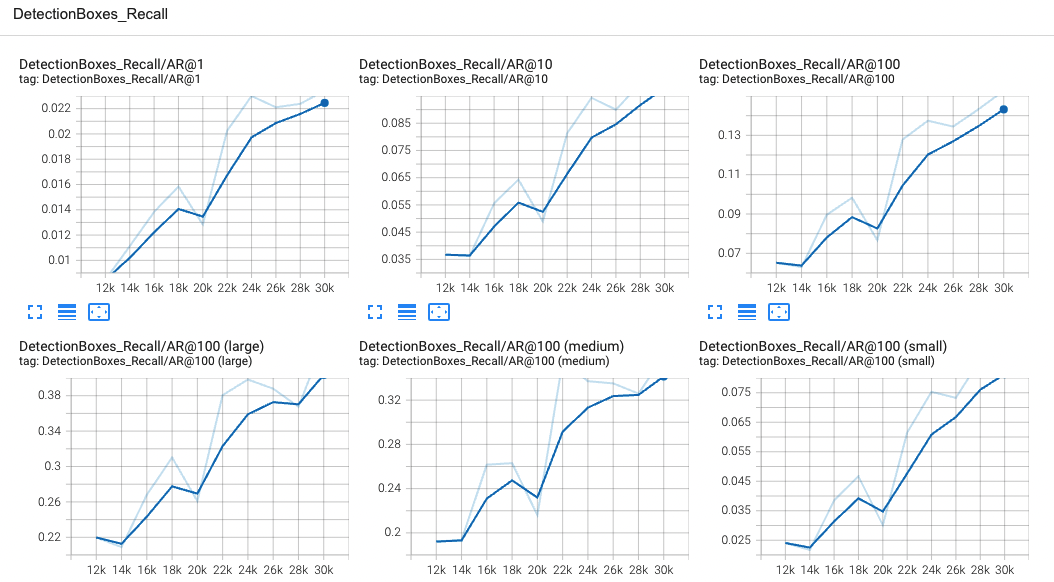 DetectionBoxes_Recall
DetectionBoxes_Recall/AR@1
tag: DetectionBoxes_Recall/AR@1
0.022
0.02
0.018
0.016
0.014
0.012
0.01
12k 14k 16k 18k 20k 22k 24k 26k 28k 30k
DetectionBoxes_Recall/AR@10
tag: DetectionBoxes_Recall/AR@10
0.085
0.075
0.065
0.055
0.045
0.035
12k 14k 16k 18k 20k 22k 24k 26k 28k 30k
DetectionBoxes_Recall/AR@100
tag: DetectionBoxes_Recall/AR@100
0.13
0.11
0.09
0.07
12k 14k 16k 18k 20k 22k 24k 26k 28k 30k
DetectionBoxes_Recall/AR@100 (large)
tag: DetectionBoxes_Recall/AR@100 (large)
0.38
0.34
0.3
0.26
0.22
12k 14k 16k 18k 20k 22k 24k 26k 28k 30k
DetectionBoxes_Recall/AR@100 (medium)
tag: DetectionBoxes_Recall/AR@100 (medium)
0.32
0.28
0.24
0.2
12k 14k 16k 18k 20k 22k 24k 26k 28k 30k
DetectionBoxes_Recall/AR@100 (small)
tag: DetectionBoxes_Recall/AR@100 (small)
0.075
0.065
0.055
0.045
0.035
0.025
12k 14k 16k 18k 20k 22k 24k 26k 28k 30k